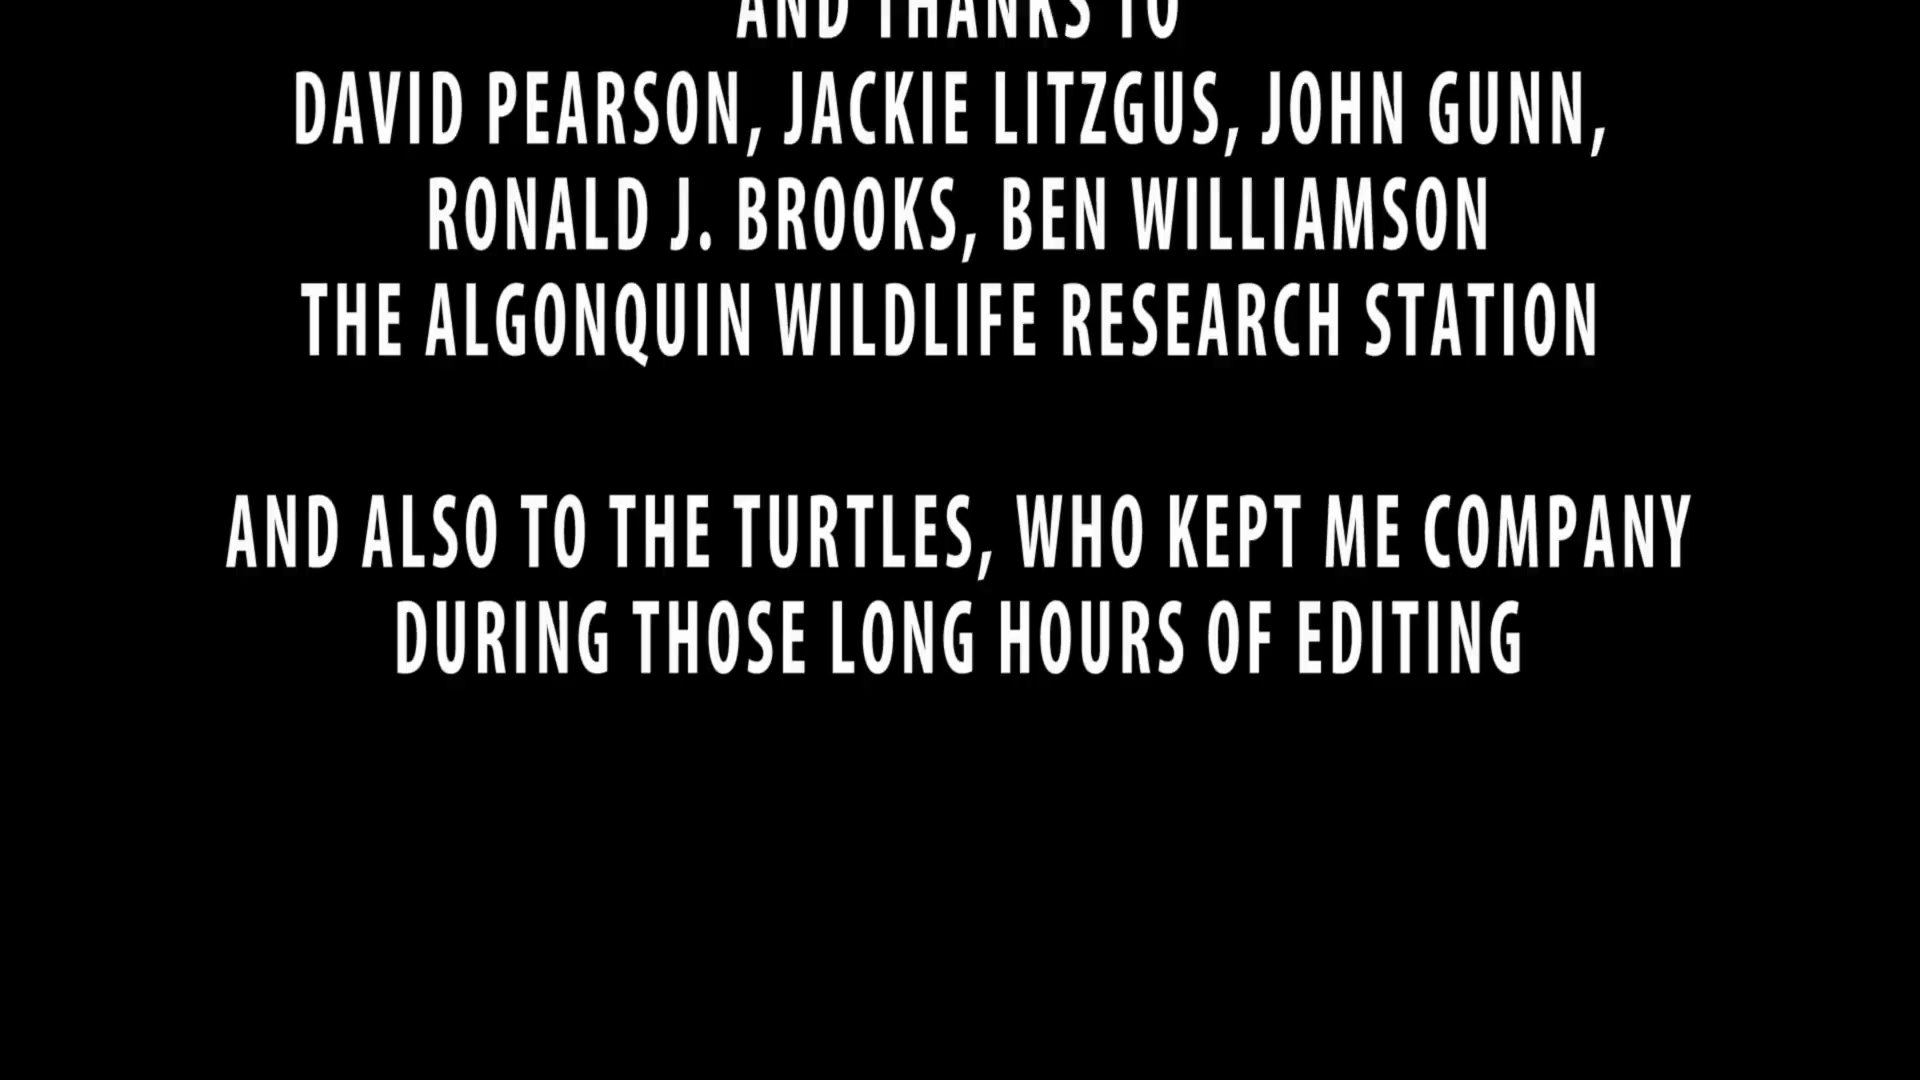 AND THANKS TO
DAVID PEARSON, JACKIE LITZGUS, JOHN GUNN,
RONALD J. BROOKS, BEN WILLIAMSON
THE ALGONQUIN WILDLIFE RESEARCH STATION
AND ALSO TO THE TURTLES, WHO KEPT ME COMPANY
DURING THOSE LONG HOURS OF EDITING